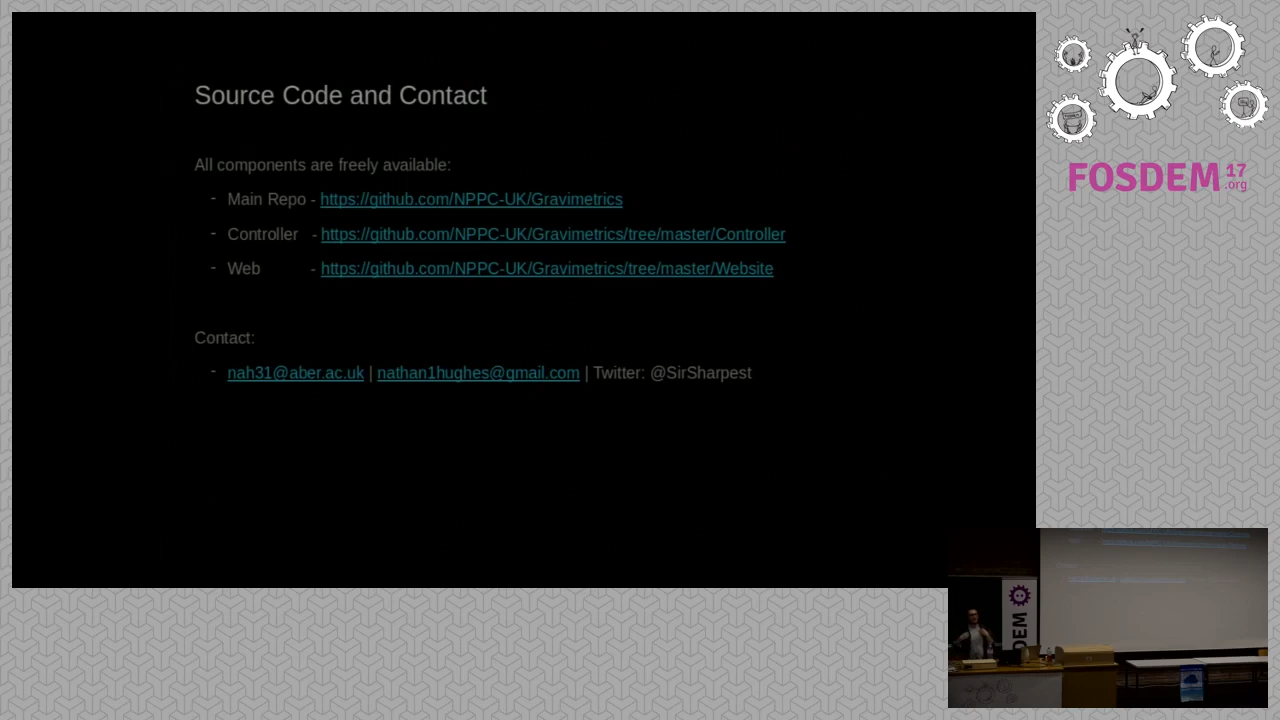 Source Code and Contact
All components are freely available:
- Main Repo - https://github.com/NPPC-UK/Gravimetrics
- Controller - https://github.com/NPPC-UK/Gravimetrics/tree/master/Controller
- Web - https://github.com/NPPC-UK/Gravimetrics/tree/master/Website
Contact:
- nah31@aber.ac.uk | nathan1hughes@gmail.com | Twitter: @SirSharpest
FOSDEM 17
.org
DEM